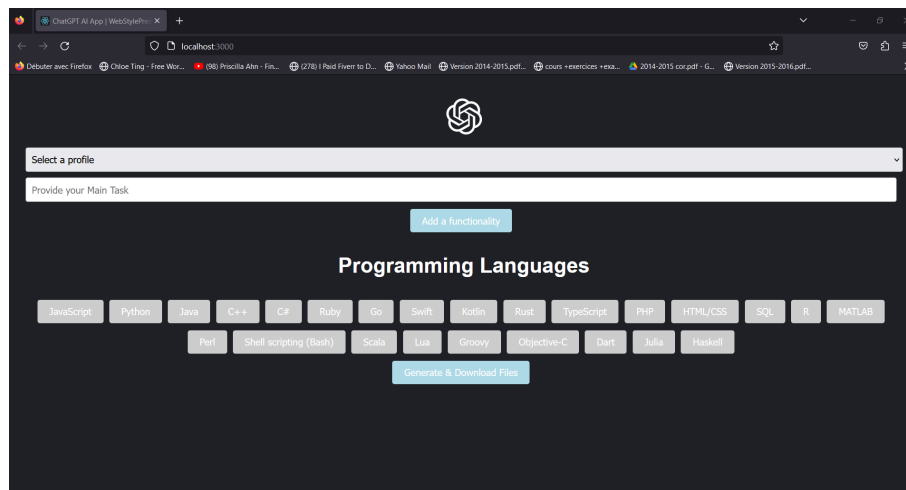 ChatGPT AI App | WebStylePre
localhost:3000
Débuter avec Firefox Chloe Ting - Free Wor... (98) Priscilla Ahn - Fin... (278) I Paid Fiverr to D... Yahoo Mail Version 2014-2015.pdf... cours +exercices +exa... 2014-2015 cor.pdf - G... Version 2015-2016.pdf...
Select a profile
Provide your Main Task
Add a functionality
Programming Languages
JavaScript Python Java C++ C# Ruby Go Swift Kotlin Rust TypeScript PHP HTML/CSS SQL R MATLAB
Perl Shell scripting (Bash) Scala Lua Groovy Objective-C Dart Julia Haskell
Generate & Download Files